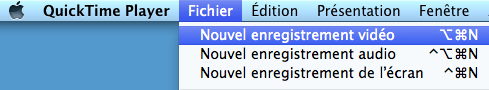 QuickTime Player Fichier Édition Présentation Fenêtre
Nouvel enregistrement vidéo ⌥⌘N
Nouvel enregistrement audio ^⌥⌘N
Nouvel enregistrement de l'écran ^⌘N